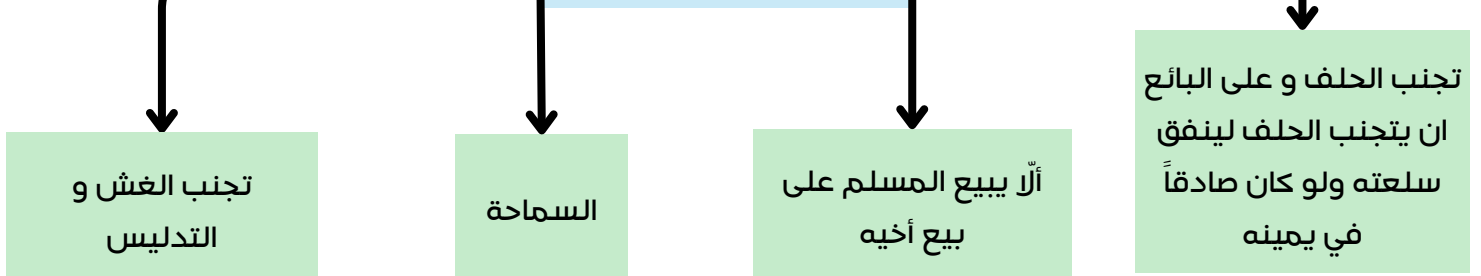 تجنب الحلف و على البائع
ان يتجنب الحلف لينفق
سلعته ولو كان صادقاً
في يمينه
ألّا يبيع المسلم على
بيع أخيه
السماحة
تجنب الغش و
التدليس